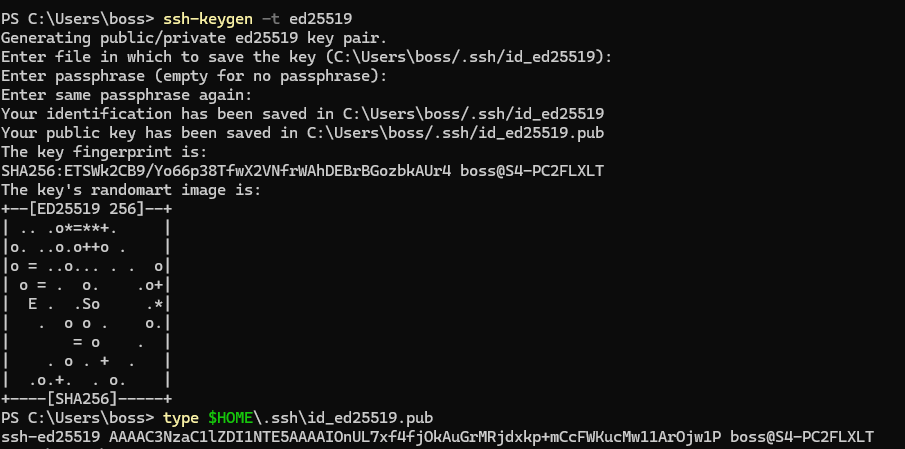 PS C:\Users\boss> ssh-keygen -t ed25519
Generating public/private ed25519 key pair.
Enter file in which to save the key (C:\Users\boss/.ssh/id_ed25519):
Enter passphrase (empty for no passphrase):
Enter same passphrase again:
Your identification has been saved in C:\Users\boss/.ssh/id_ed25519
Your public key has been saved in C:\Users\boss/.ssh/id_ed25519.pub
The key fingerprint is:
SHA256:ETSWk2CB9/Yo66p38TfwX2VNfrWAhDEBrBGozbkAUr4 boss@S4-PC2FLXLT
The key's randomart image is:
+--[ED25519 256]--+
| .. .o*=**+.     |
|o. ..o.o++o .    |
|o = ..o... . .  o|
| o = .  o.    .o+|
|  E .  .So     .*|
|   .  o o .    o.|
|       = o    .  |
|    . o . +  .   |
|  .o.+.  . o.    |
+----[SHA256]-----+
PS C:\Users\boss> type $HOME\.ssh\id_ed25519.pub
ssh-ed25519 AAAAC3NzaC1lZDI1NTE5AAAAIOnUL7xf4fjOkAuGrMRjdxkp+mCcFWKucMw11ArOjw1P boss@S4-PC2FLXLT